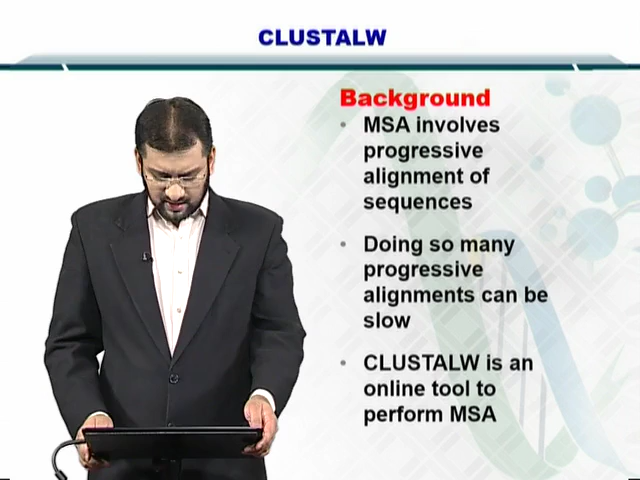 CLUSTALW
Background
• MSA involves
progressive
alignment of
sequences
• Doing so many
progressive
alignments can be
slow
• CLUSTALW is an
online tool to
perform MSA